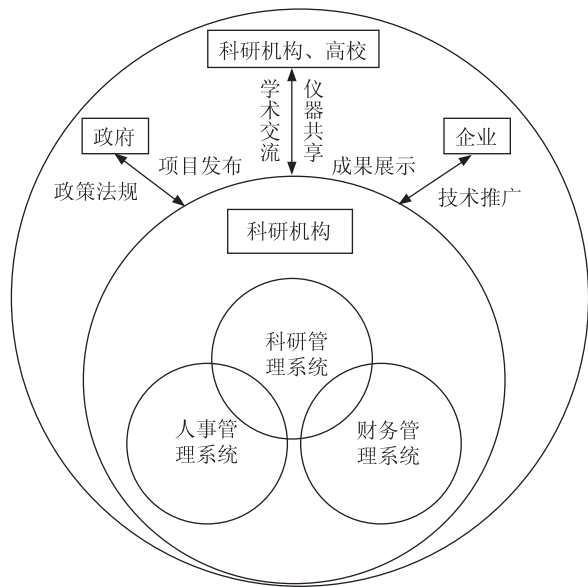 科研机构、高校
学术交流
仪器共享
政府
企业
项目发布
成果展示
政策法规
技术推广
科研机构
科研管
理系统
人事管
理系统
财务管
理系统